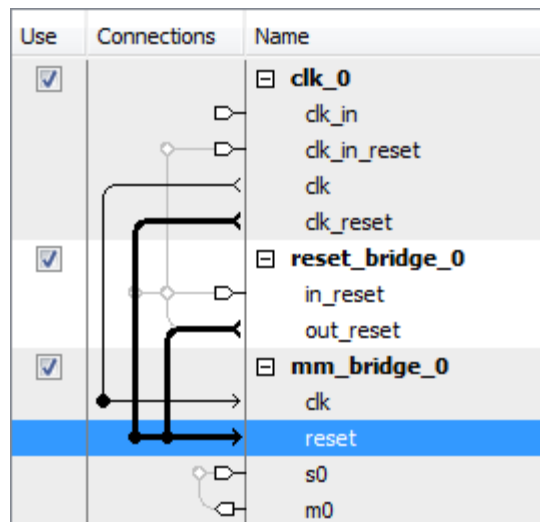 Use Connections Name
clk_0
clk_in
clk_in_reset
clk
clk_reset
reset_bridge_0
in_reset
out_reset
mm_bridge_0
clk
reset
s0
m0